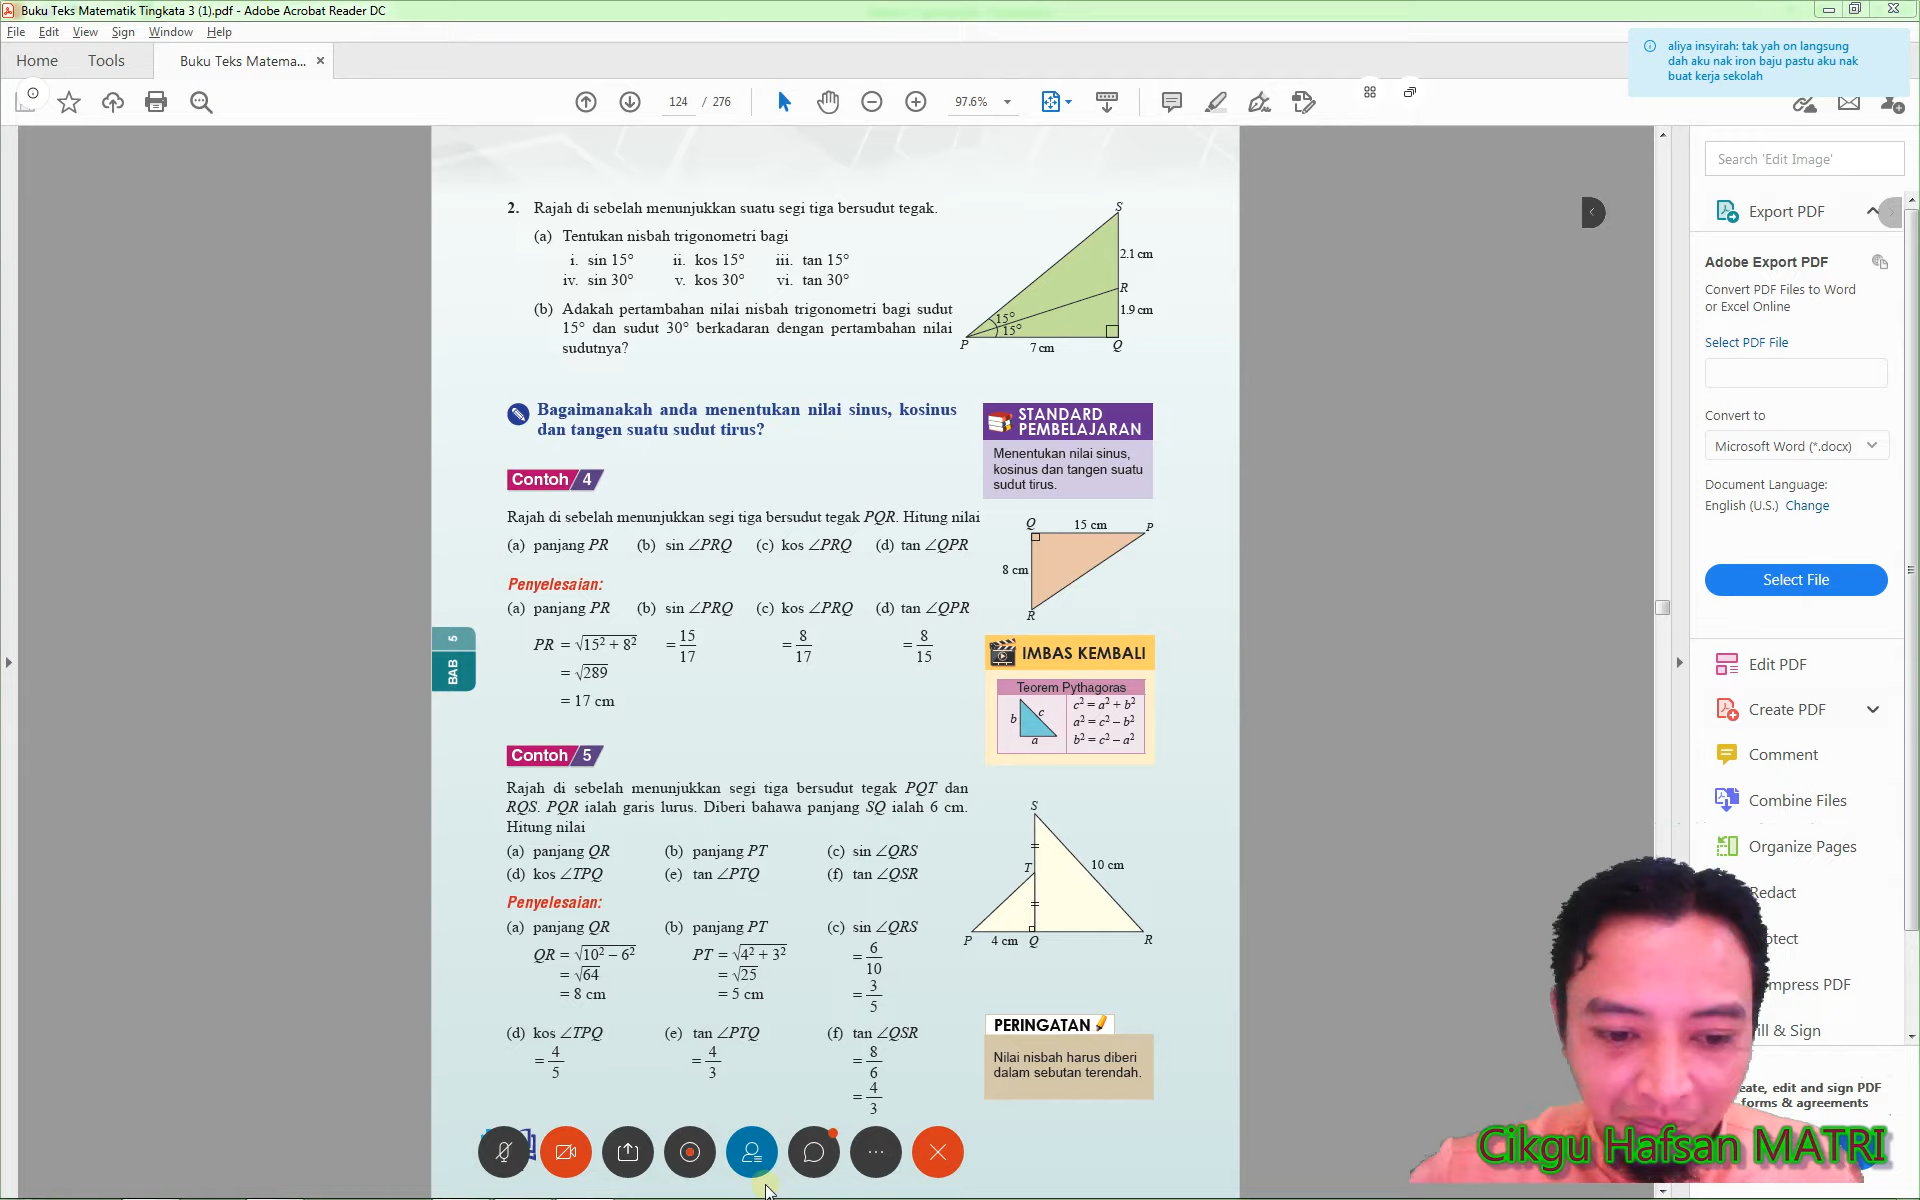 Buku Teks Matematik Tingkata 3 (1).pdf - Adobe Acrobat Reader DC
File Edit View Sign Window Help
Home Tools Buku Teks Matema... ×
aliya insyirah: tak yah on langsung
dah aku nak iron baju pastu aku nak
buat kerja sekolah
124 / 276 97.6%
2. Rajah di sebelah menunjukkan suatu segi tiga bersudut tegak.
(a) Tentukan nisbah trigonometri bagi
i. sin 15° ii. kos 15° iii. tan 15°
iv. sin 30° v. kos 30° vi. tan 30°
(b) Adakah pertambahan nilai nisbah trigonometri bagi sudut
15° dan sudut 30° berkadaran dengan pertambahan nilai
sudutnya?
S
2.1 cm
R
1.9 cm
15°
15°
P 7 cm Q
Bagaimanakah anda menentukan nilai sinus, kosinus
dan tangen suatu sudut tirus?
STANDARD
PEMBELAJARAN
Menentukan nilai sinus,
kosinus dan tangen suatu
sudut tirus.
Contoh 4
Rajah di sebelah menunjukkan segi tiga bersudut tegak PQR. Hitung nilai
(a) panjang PR (b) sin ∠PRQ (c) kos ∠PRQ (d) tan ∠QPR
Q 15 cm P
8 cm
R
Penyelesaian:
(a) panjang PR (b) sin ∠PRQ (c) kos ∠PRQ (d) tan ∠QPR
PR = √15² + 8² = 15/17 = 8/17 = 8/15
= √289
= 17 cm
BAB 5
IMBAS KEMBALI
Teorem Pythagoras
b c a
c² = a² + b²
a² = c² – b²
b² = c² – a²
Contoh 5
Rajah di sebelah menunjukkan segi tiga bersudut tegak PQT dan
RQS. PQR ialah garis lurus. Diberi bahawa panjang SQ ialah 6 cm.
Hitung nilai
(a) panjang QR (b) panjang PT (c) sin ∠QRS
(d) kos ∠TPQ (e) tan ∠PTQ (f) tan ∠QSR
S
T 10 cm
P 4 cm Q R
Penyelesaian:
(a) panjang QR (b) panjang PT (c) sin ∠QRS
QR = √10² – 6² PT = √4² + 3² = 6/10
= √64 = √25 = 3/5
= 8 cm = 5 cm
(d) kos ∠TPQ (e) tan ∠PTQ (f) tan ∠QSR
= 4/5 = 4/3 = 8/6
= 4/3
PERINGATAN
Nilai nisbah harus diberi
dalam sebutan terendah.
Search 'Edit Image'
Export PDF
Adobe Export PDF
Convert PDF Files to Word
or Excel Online
Select PDF File
Convert to
Microsoft Word (*.docx)
Document Language:
English (U.S.) Change
Select File
Edit PDF
Create PDF
Comment
Combine Files
Organize Pages
Redact
otect
mpress PDF
ill & Sign
eate, edit and sign PDF
forms & agreements
Cikgu Hafsan MATRI